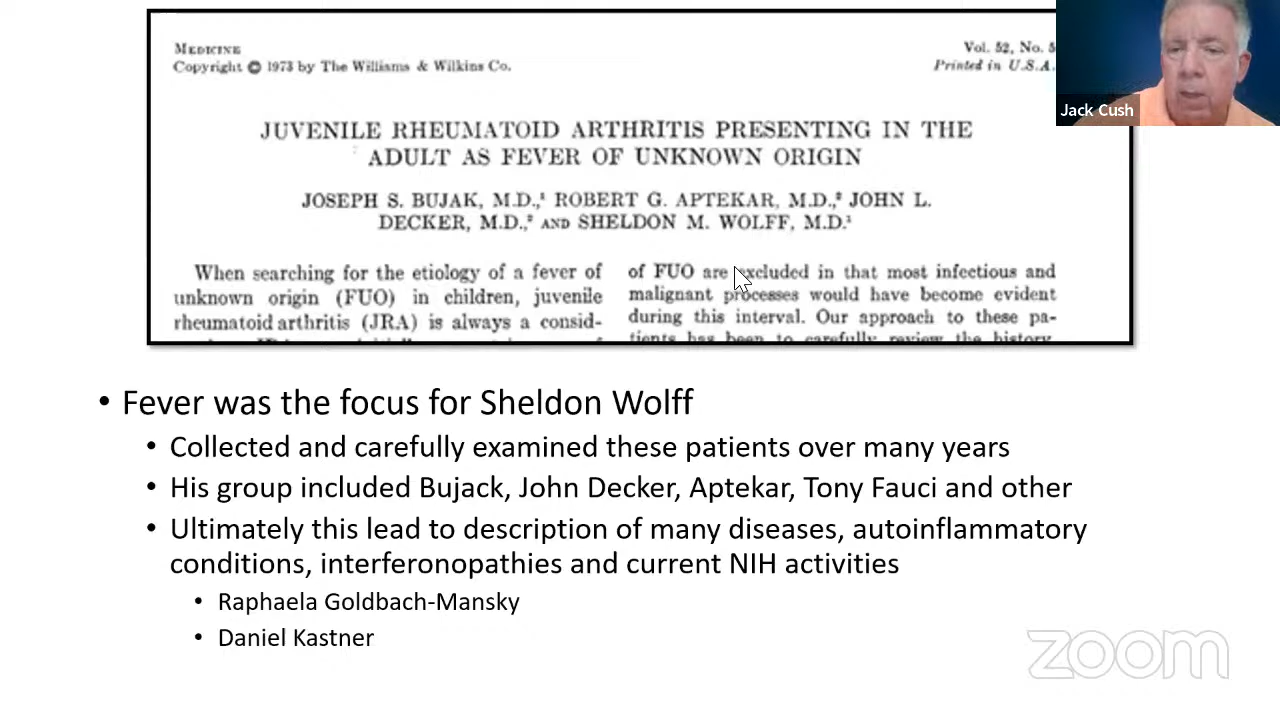 MEDICINE
Copyright © 1973 by The Williams & Wilkins Co.
Vol. 52, No. 5
Printed in U.S.A.
Jack Cush
JUVENILE RHEUMATOID ARTHRITIS PRESENTING IN THE
ADULT AS FEVER OF UNKNOWN ORIGIN
JOSEPH S. BUJAK, M.D.,¹ ROBERT G. APTEKAR, M.D.,² JOHN L.
DECKER, M.D.,² AND SHELDON M. WOLFF, M.D.¹
When searching for the etiology of a fever of
unknown origin (FUO) in children, juvenile
rheumatoid arthritis (JRA) is always a consid-
of FUO are excluded in that most infectious and
malignant processes would have become evident
during this interval. Our approach to these pa-
tients has been to carefully review the history,
• Fever was the focus for Sheldon Wolff
• Collected and carefully examined these patients over many years
• His group included Bujack, John Decker, Aptekar, Tony Fauci and other
• Ultimately this lead to description of many diseases, autoinflammatory
conditions, interferonopathies and current NIH activities
• Raphaela Goldbach-Mansky
• Daniel Kastner
zoom